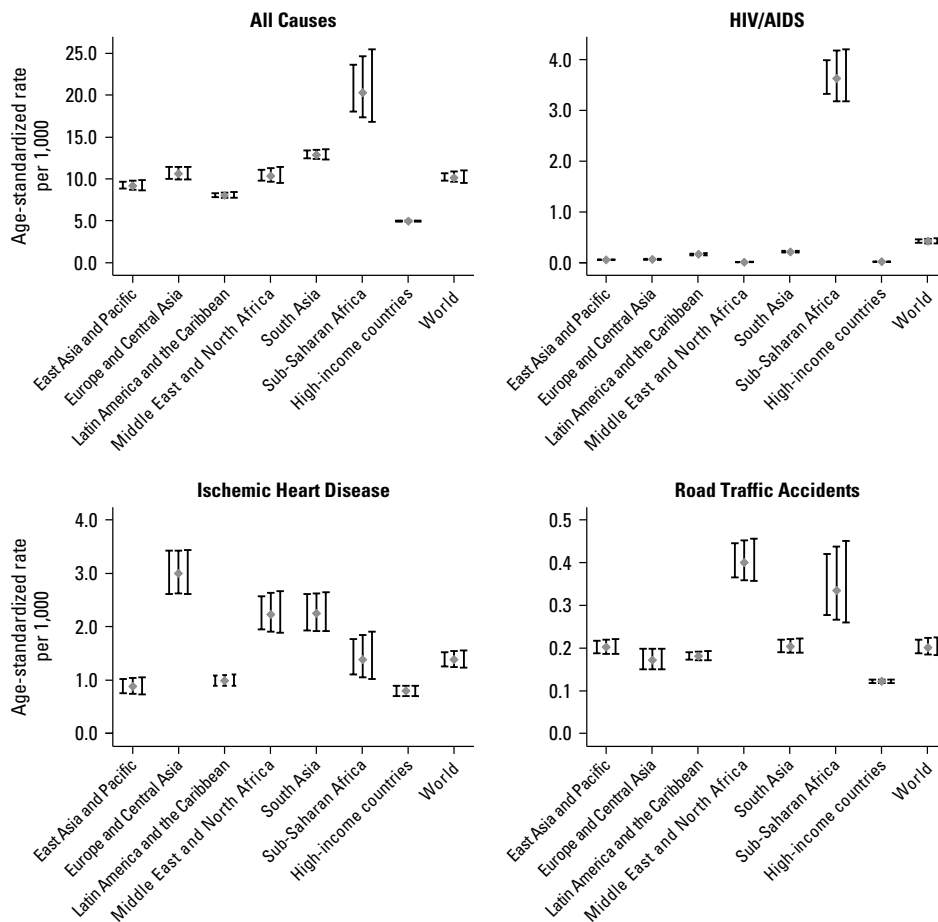 All Causes
Age-standardized rate
per 1,000
25.0
20.0
15.0
10.0
5.0
0.0
East Asia and Pacific
Europe and Central Asia
Latin America and the Caribbean
Middle East and North Africa
South Asia
Sub-Saharan Africa
High-income countries
World
HIV/AIDS
4.0
3.0
2.0
1.0
0.0
East Asia and Pacific
Europe and Central Asia
Latin America and the Caribbean
Middle East and North Africa
South Asia
Sub-Saharan Africa
High-income countries
World
Ischemic Heart Disease
Age-standardized rate
per 1,000
4.0
3.0
2.0
1.0
0.0
East Asia and Pacific
Europe and Central Asia
Latin America and the Caribbean
Middle East and North Africa
South Asia
Sub-Saharan Africa
High-income countries
World
Road Traffic Accidents
0.5
0.4
0.3
0.2
0.1
0.0
East Asia and Pacific
Europe and Central Asia
Latin America and the Caribbean
Middle East and North Africa
South Asia
Sub-Saharan Africa
High-income countries
World